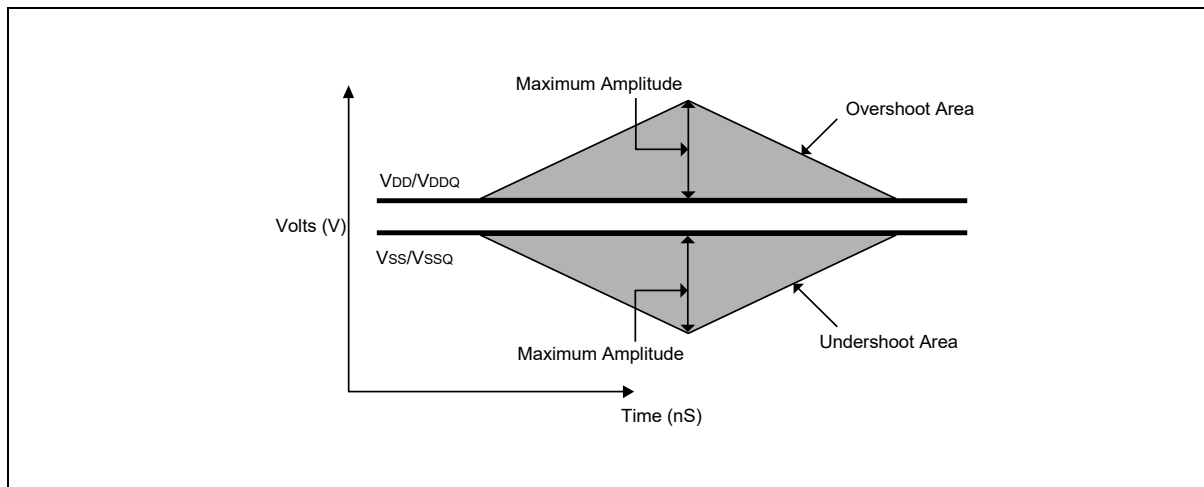 Maximum Amplitude
Overshoot Area
VDD/VDDQ
Volts (V)
VSS/VSSQ
Undershoot Area
Maximum Amplitude
Time (nS)